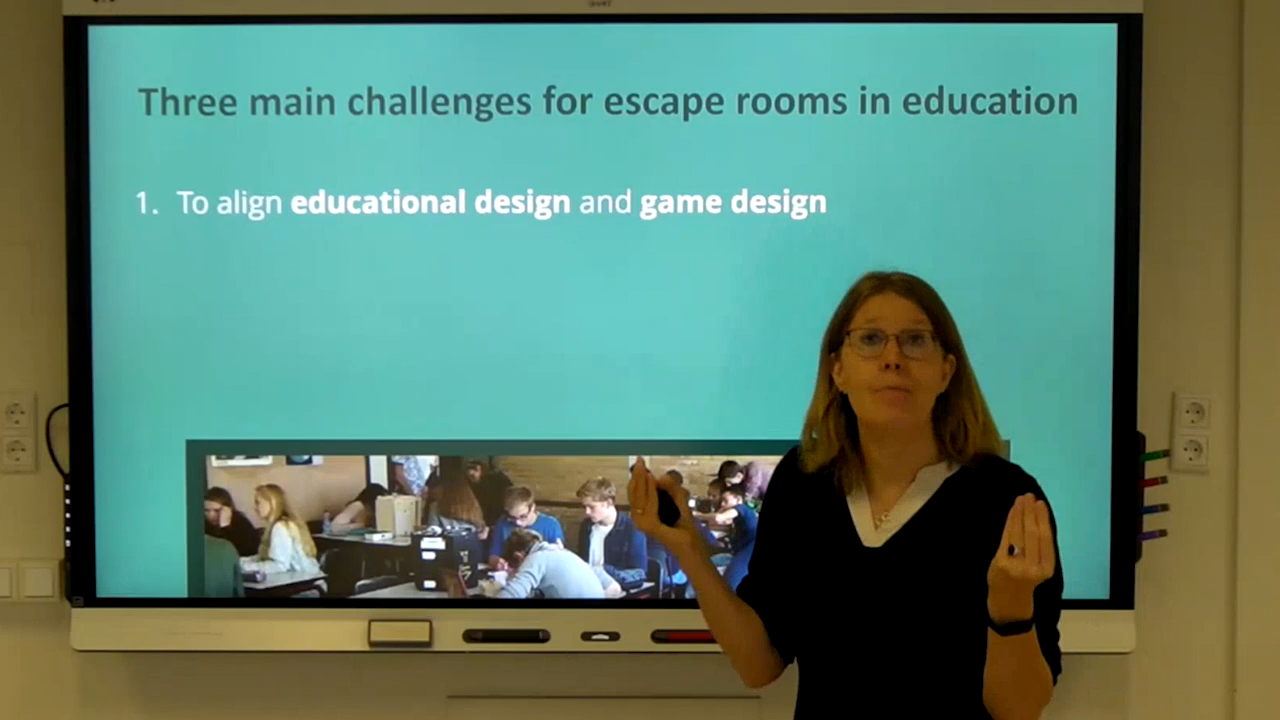 Three main challenges for escape rooms in education
1. To align educational design and game design